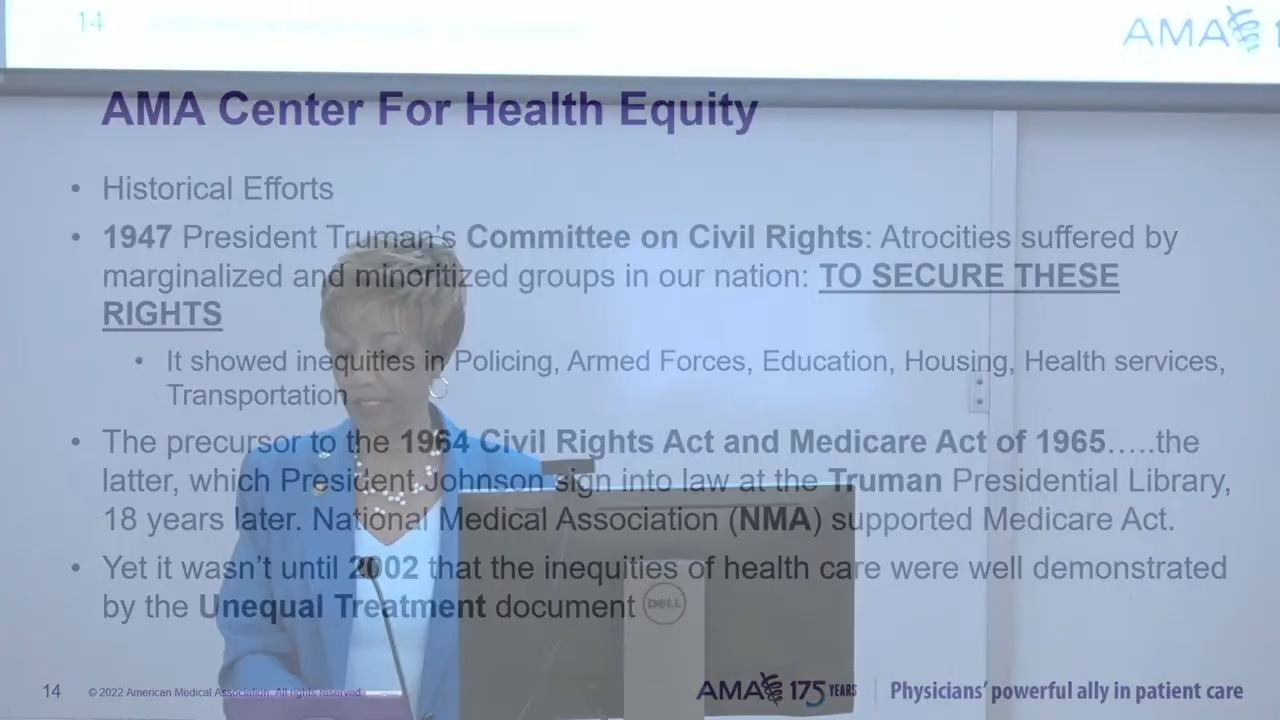 14
AMA
AMA Center For Health Equity
• Historical Efforts
• 1947 President Truman's Committee on Civil Rights: Atrocities suffered by
marginalized and minoritized groups in our nation: TO SECURE THESE
RIGHTS
• It showed inequities in Policing, Armed Forces, Education, Housing, Health services,
Transportation
• The precursor to the 1964 Civil Rights Act and Medicare Act of 1965.....the
latter, which President Johnson sign into law at the Truman Presidential Library,
18 years later. National Medical Association (NMA) supported Medicare Act.
• Yet it wasn't until 2002 that the inequities of health care were well demonstrated
by the Unequal Treatment document
DELL
14 © 2022 American Medical Association. All rights reserved.
AMA 175 YEARS Physicians' powerful ally in patient care